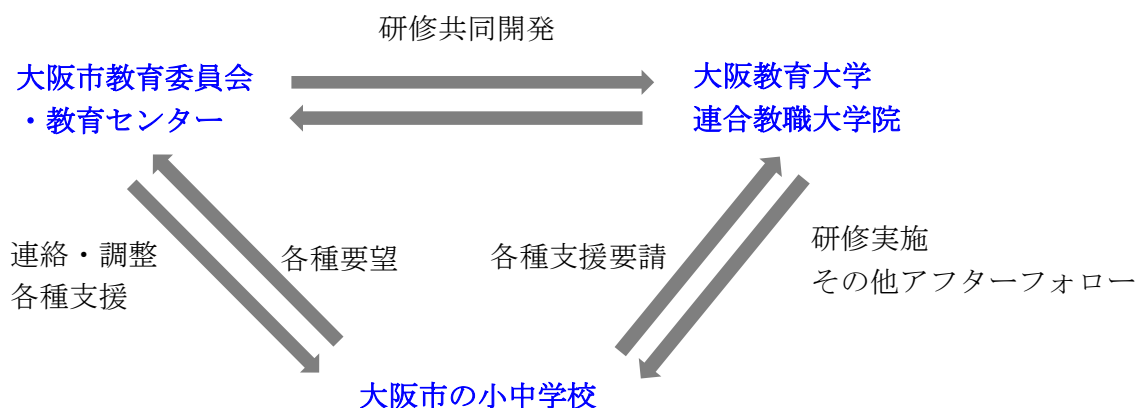 研修共同開発
大阪市教育委員会
・教育センター
大阪教育大学
連合教職大学院
連絡・調整
各種支援
各種要望
各種支援要請
研修実施
その他アフターフォロー
大阪市の小中学校